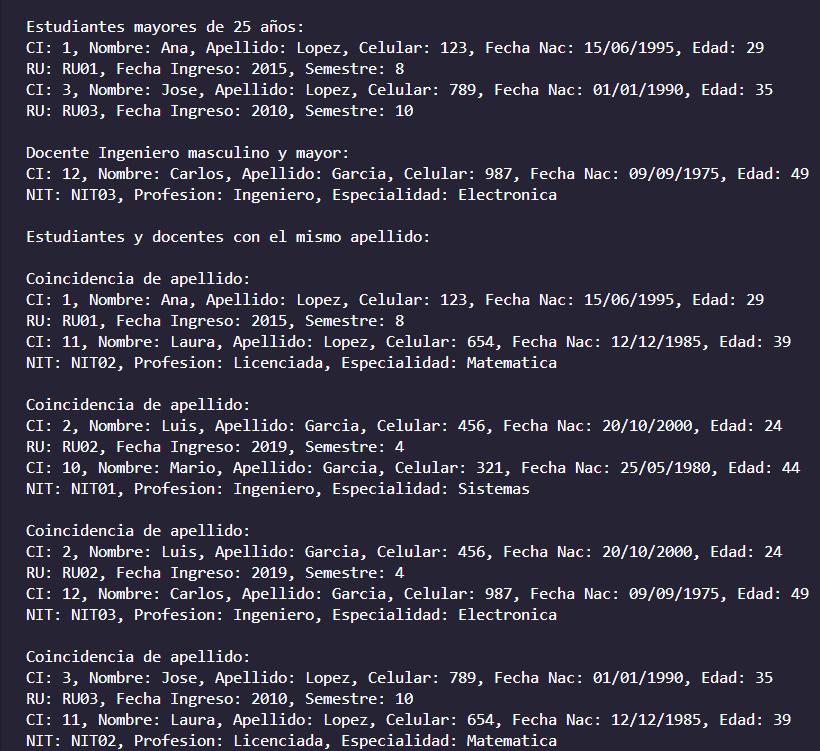 Estudiantes mayores de 25 años:
CI: 1, Nombre: Ana, Apellido: Lopez, Celular: 123, Fecha Nac: 15/06/1995, Edad: 29
RU: RU01, Fecha Ingreso: 2015, Semestre: 8
CI: 3, Nombre: Jose, Apellido: Lopez, Celular: 789, Fecha Nac: 01/01/1990, Edad: 35
RU: RU03, Fecha Ingreso: 2010, Semestre: 10
Docente Ingeniero masculino y mayor:
CI: 12, Nombre: Carlos, Apellido: Garcia, Celular: 987, Fecha Nac: 09/09/1975, Edad: 49
NIT: NIT03, Profesion: Ingeniero, Especialidad: Electronica
Estudiantes y docentes con el mismo apellido:
Coincidencia de apellido:
CI: 1, Nombre: Ana, Apellido: Lopez, Celular: 123, Fecha Nac: 15/06/1995, Edad: 29
RU: RU01, Fecha Ingreso: 2015, Semestre: 8
CI: 11, Nombre: Laura, Apellido: Lopez, Celular: 654, Fecha Nac: 12/12/1985, Edad: 39
NIT: NIT02, Profesion: Licenciada, Especialidad: Matematica
Coincidencia de apellido:
CI: 2, Nombre: Luis, Apellido: Garcia, Celular: 456, Fecha Nac: 20/10/2000, Edad: 24
RU: RU02, Fecha Ingreso: 2019, Semestre: 4
CI: 10, Nombre: Mario, Apellido: Garcia, Celular: 321, Fecha Nac: 25/05/1980, Edad: 44
NIT: NIT01, Profesion: Ingeniero, Especialidad: Sistemas
Coincidencia de apellido:
CI: 2, Nombre: Luis, Apellido: Garcia, Celular: 456, Fecha Nac: 20/10/2000, Edad: 24
RU: RU02, Fecha Ingreso: 2019, Semestre: 4
CI: 12, Nombre: Carlos, Apellido: Garcia, Celular: 987, Fecha Nac: 09/09/1975, Edad: 49
NIT: NIT03, Profesion: Ingeniero, Especialidad: Electronica
Coincidencia de apellido:
CI: 3, Nombre: Jose, Apellido: Lopez, Celular: 789, Fecha Nac: 01/01/1990, Edad: 35
RU: RU03, Fecha Ingreso: 2010, Semestre: 10
CI: 11, Nombre: Laura, Apellido: Lopez, Celular: 654, Fecha Nac: 12/12/1985, Edad: 39
NIT: NIT02, Profesion: Licenciada, Especialidad: Matematica